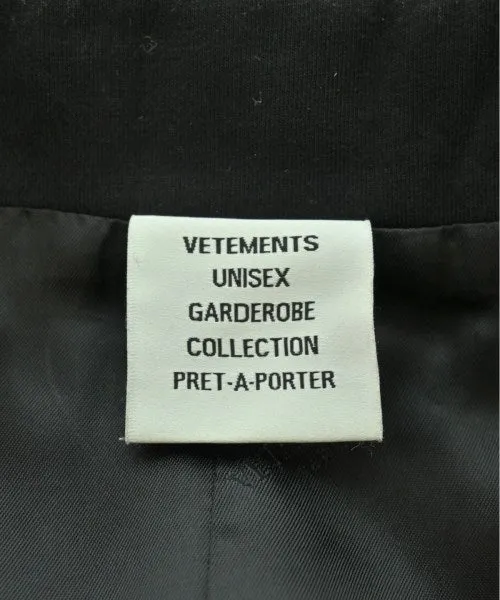 VETEMENTS
UNISEX
GARDEROBE
COLLECTION
PRET-A-PORTER